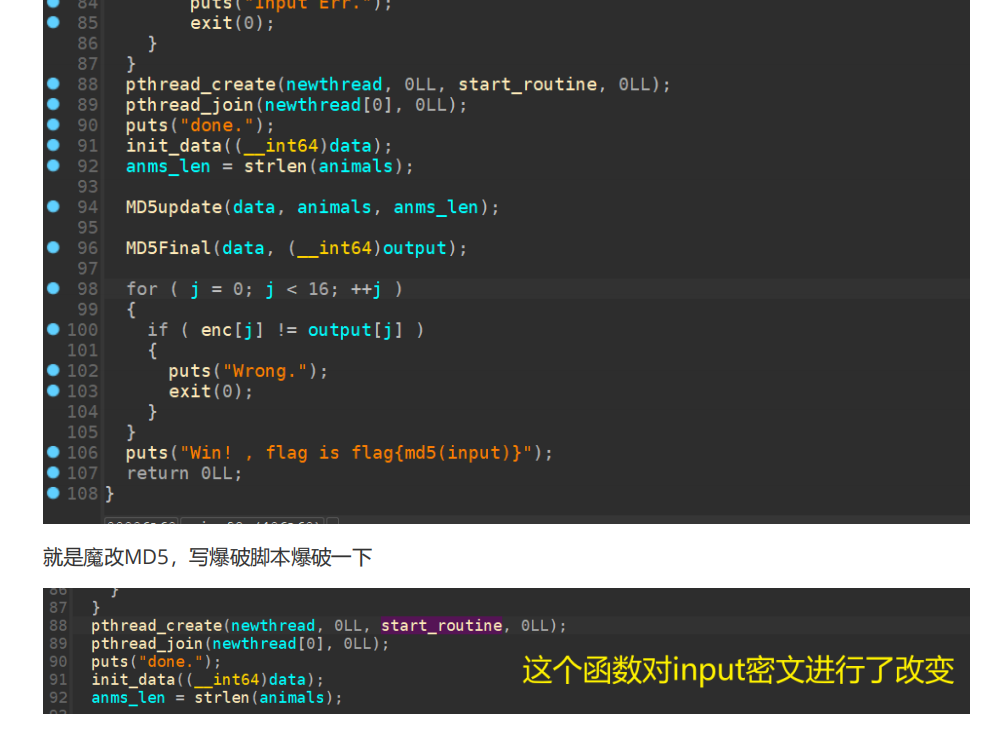 84 puts("Input Err.");
85 exit(0);
86 }
87 }
88 pthread_create(newthread, 0LL, start_routine, 0LL);
89 pthread_join(newthread[0], 0LL);
90 puts("done.");
91 init_data((__int64)data);
92 anms_len = strlen(animals);
93
94 MD5update(data, animals, anms_len);
95
96 MD5Final(data, (__int64)output);
97
98 for ( j = 0; j < 16; ++j )
99 {
100 if ( enc[j] != output[j] )
101 {
102 puts("Wrong.");
103 exit(0);
104 }
105 }
106 puts("Win! , flag is flag{md5(input)}");
107 return 0LL;
108 }
就是魔改MD5，写爆破脚本爆破一下
86 }
87 }
88 pthread_create(newthread, 0LL, start_routine, 0LL);
89 pthread_join(newthread[0], 0LL);
90 puts("done.");
91 init_data((__int64)data);
92 anms_len = strlen(animals);
这个函数对input密文进行了改变